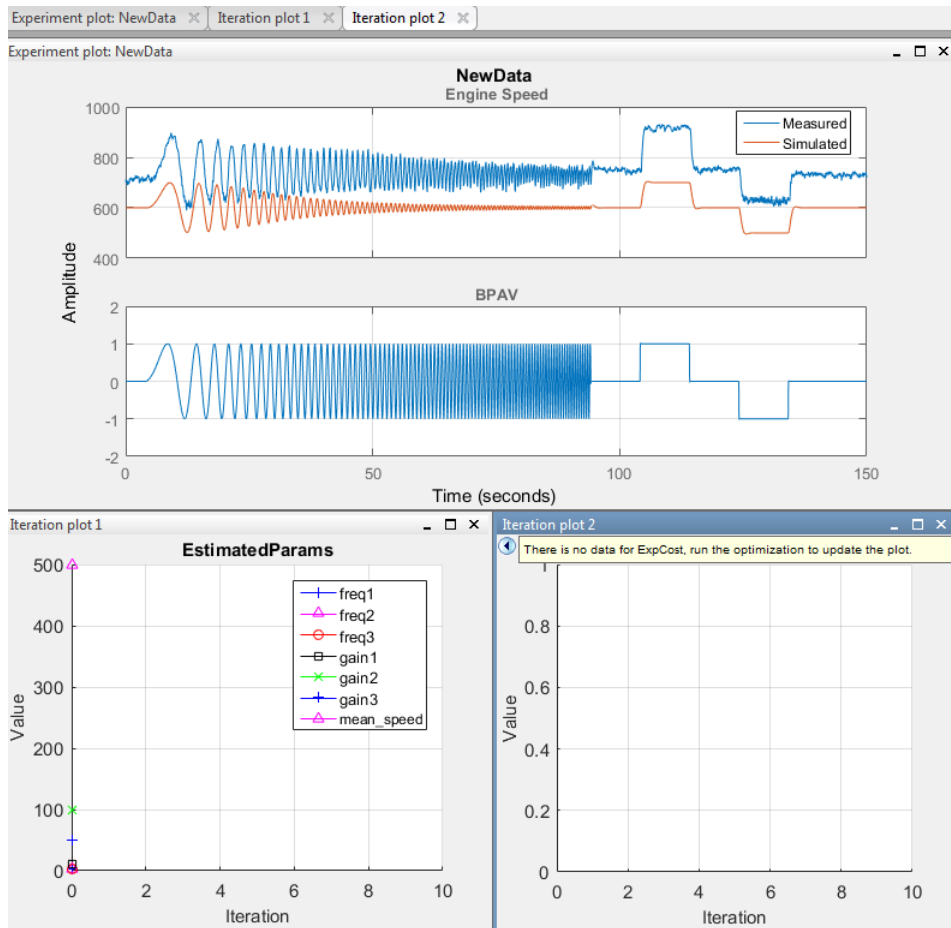 Experiment plot: NewData Iteration plot 1 Iteration plot 2
Experiment plot: NewData
NewData
Engine Speed
1000
800
600
400
Measured
Simulated
Amplitude
BPAV
2
1
0
-1
-2
0 50 100 150
Time (seconds)
Iteration plot 1
EstimatedParams
500
400
300
200
100
0
Value
freq1
freq2
freq3
gain1
gain2
gain3
mean_speed
0 2 4 6 8 10
Iteration
Iteration plot 2
There is no data for ExpCost, run the optimization to update the plot.
1
0.8
0.6
0.4
0.2
0
Value
0 2 4 6 8 10
Iteration